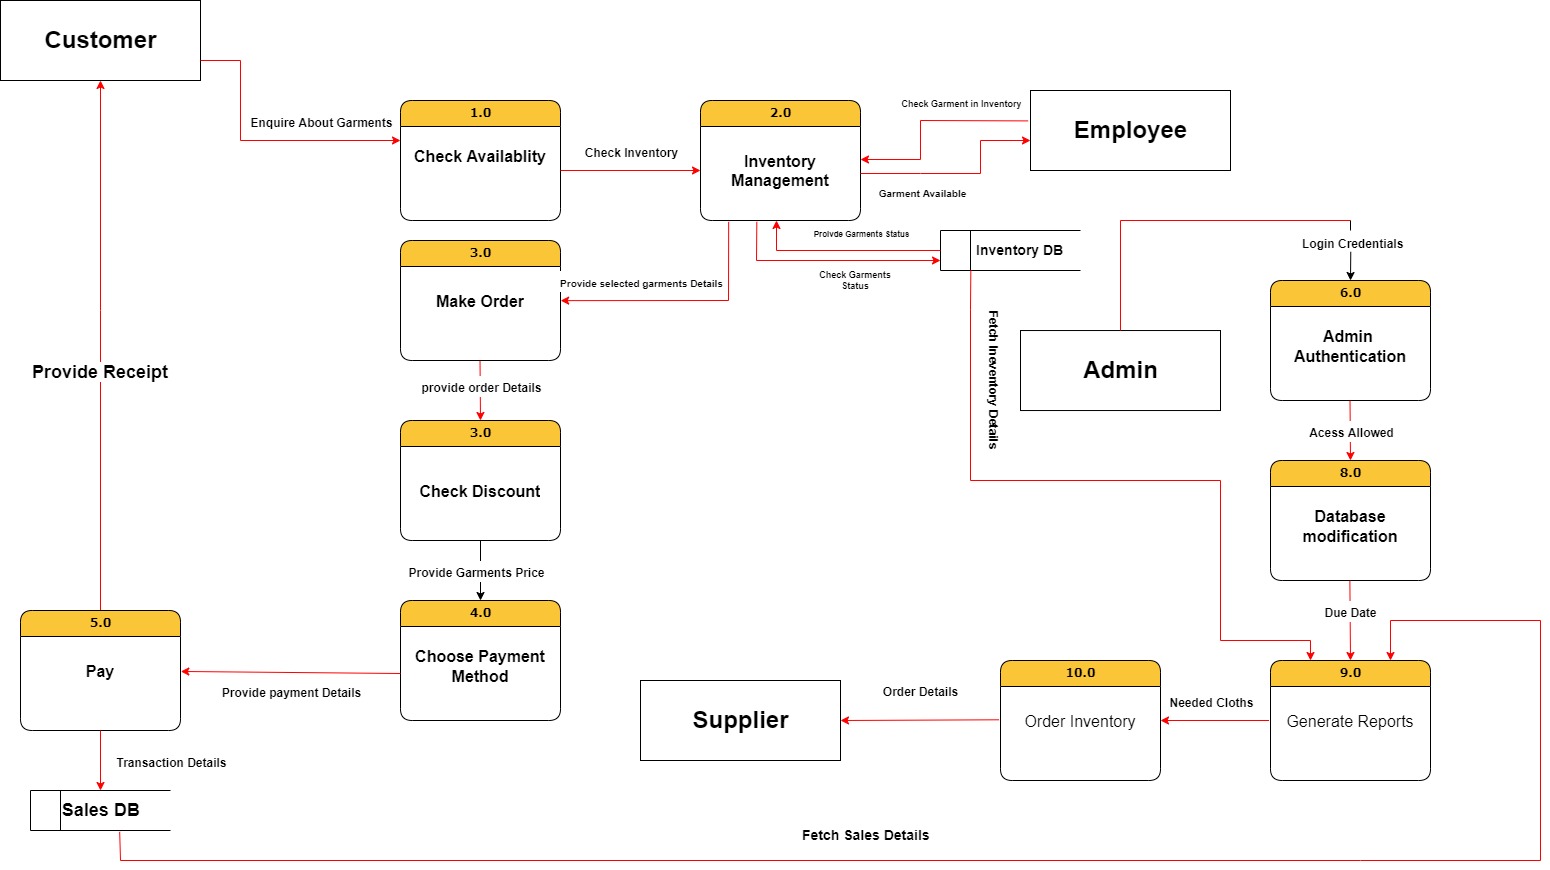 Customer
Enquire About Garments
1.0
Check Availablity
Check Inventory
2.0
Inventory
Management
Check Garment in Inventory
Employee
Garment Available
Prolvde Garments Status
Inventory DB
Check Garments
Status
Login Credentials
3.0
Make Order
Provide selected garments Details
6.0
Admin
Authentication
Admin
Fetch Ineventory Details
Provide Receipt
provide order Details
Acess Allowed
3.0
Check Discount
8.0
Database
modification
Provide Garments Price
Due Date
5.0
Pay
4.0
Choose Payment
Method
Provide payment Details
Supplier
Order Details
10.0
Order Inventory
Needed Cloths
9.0
Generate Reports
Transaction Details
Sales DB
Fetch Sales Details